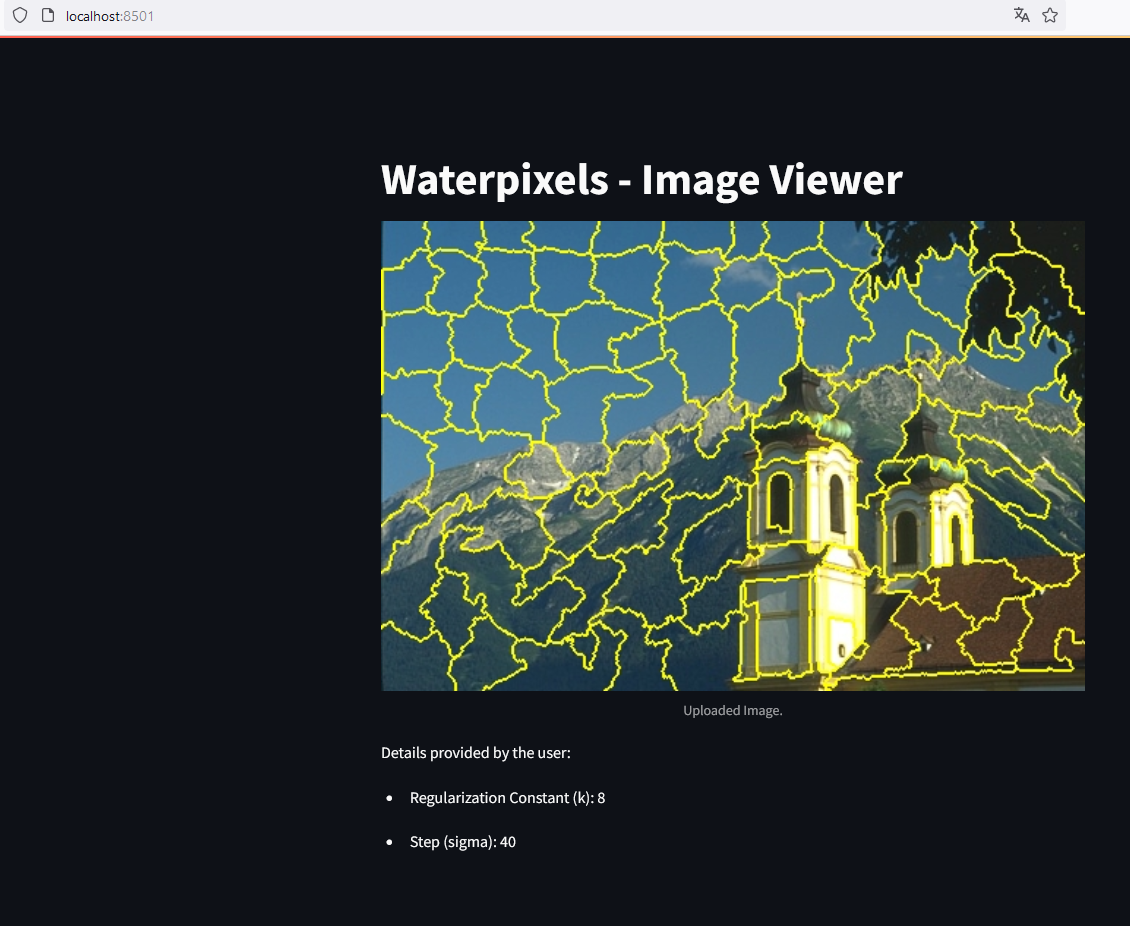 localhost:8501
Waterpixels - Image Viewer
Uploaded Image.
Details provided by the user:
Regularization Constant (k): 8
Step (sigma): 40